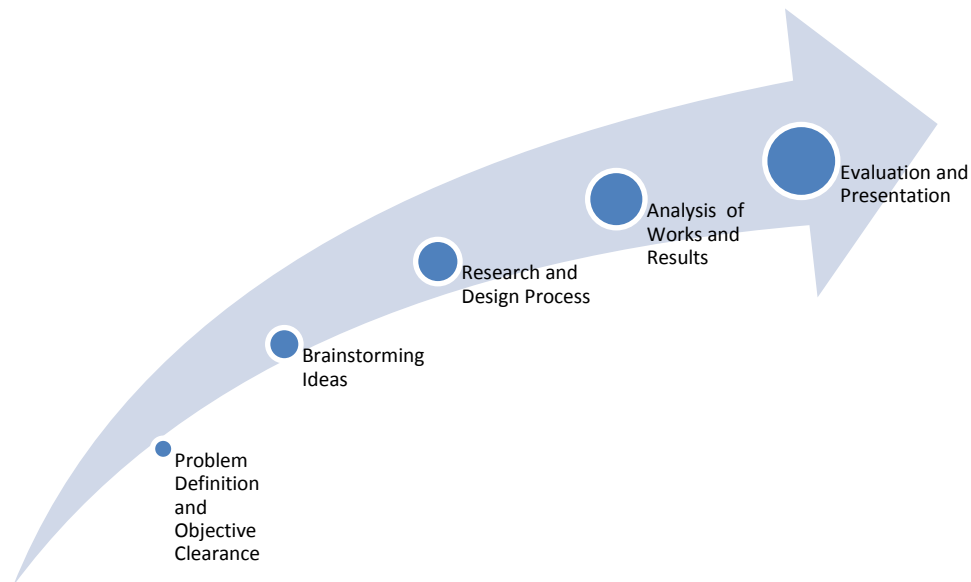 Evaluation and
Presentation
Analysis of
Works and
Results
Research and
Design Process
Brainstorming
Ideas
Problem
Definition
and
Objective
Clearance